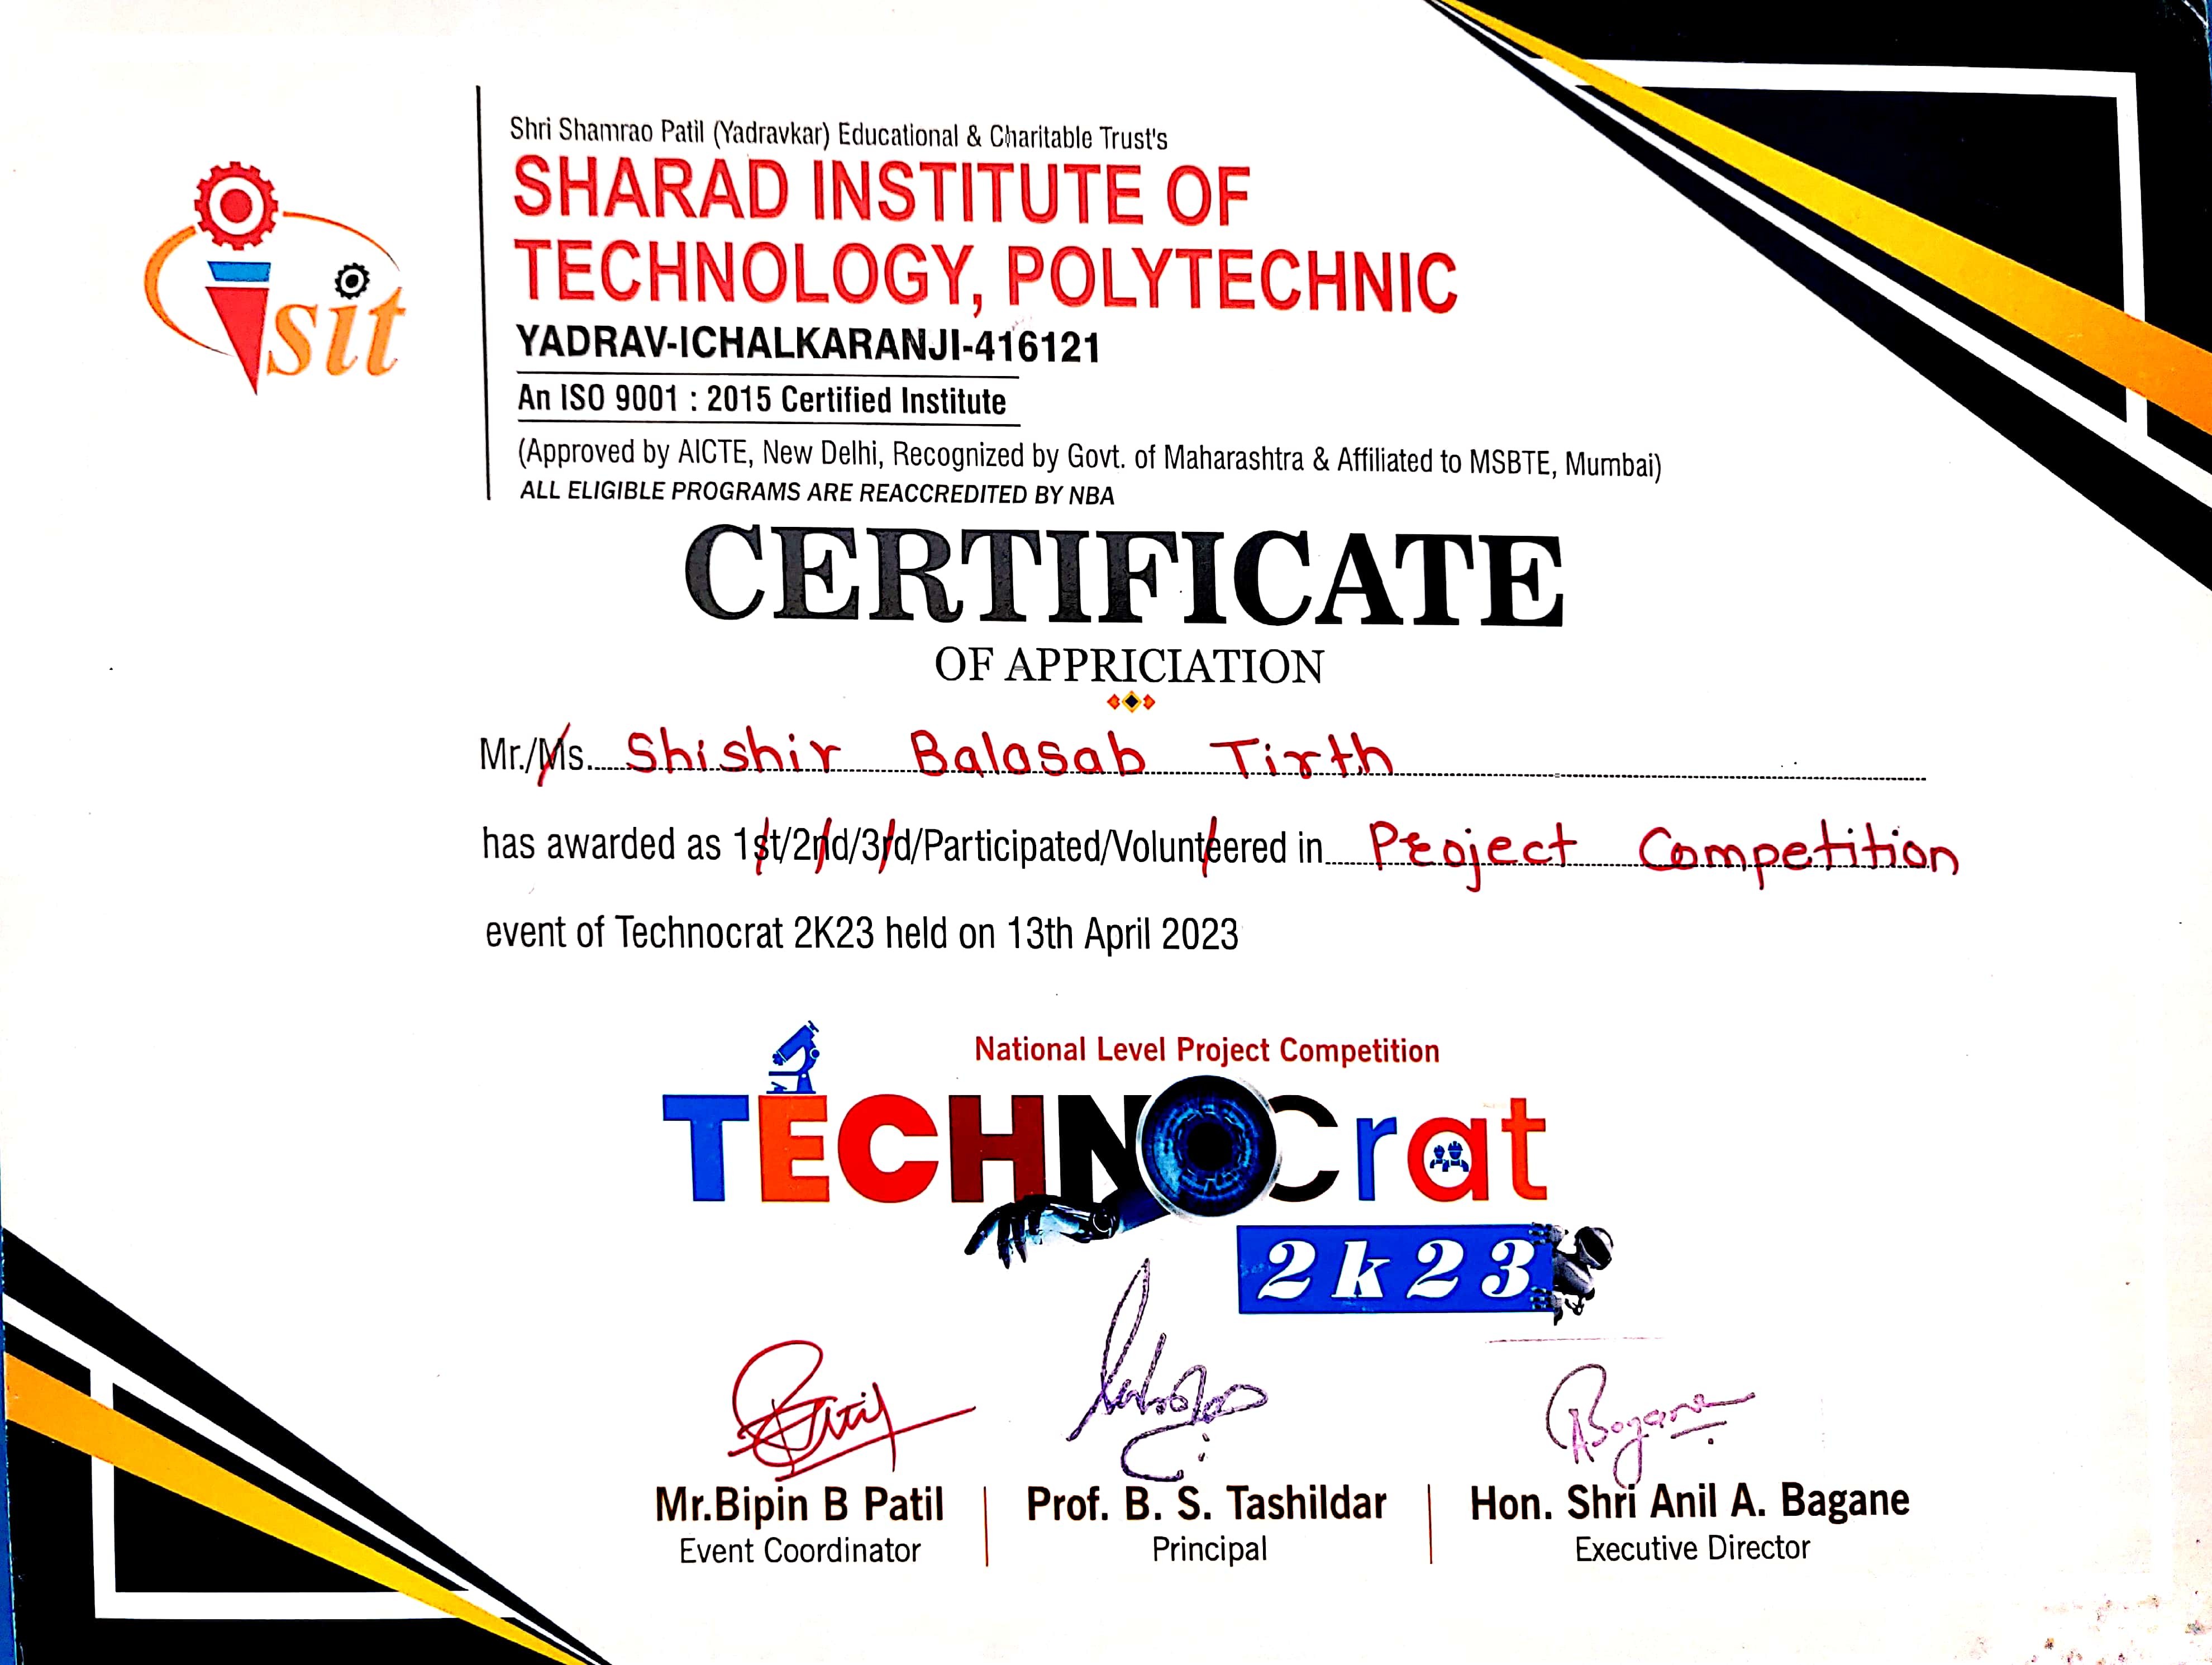 sit
Shri Shamrao Patil (Yadravkar) Educational & Charitable Trust's
SHARAD INSTITUTE OF
TECHNOLOGY, POLYTECHNIC
YADRAV-ICHALKARANJI-416121
An ISO 9001 : 2015 Certified Institute
(Approved by AICTE, New Delhi, Recognized by Govt. of Maharashtra & Affiliated to MSBTE, Mumbai)
ALL ELIGIBLE PROGRAMS ARE REACCREDITED BY NBA
CERTIFICATE
OF APPRICIATION
Mr./Ms. Shishir Balasab Tirth
has awarded as 1st/2nd/3rd/Participated/Volunteered in Project Competition
event of Technocrat 2K23 held on 13th April 2023
National Level Project Competition
TECHNOCrat
2k23
Mr.Bipin B Patil
Event Coordinator
Prof. B. S. Tashildar
Principal
Hon. Shri Anil A. Bagane
Executive Director